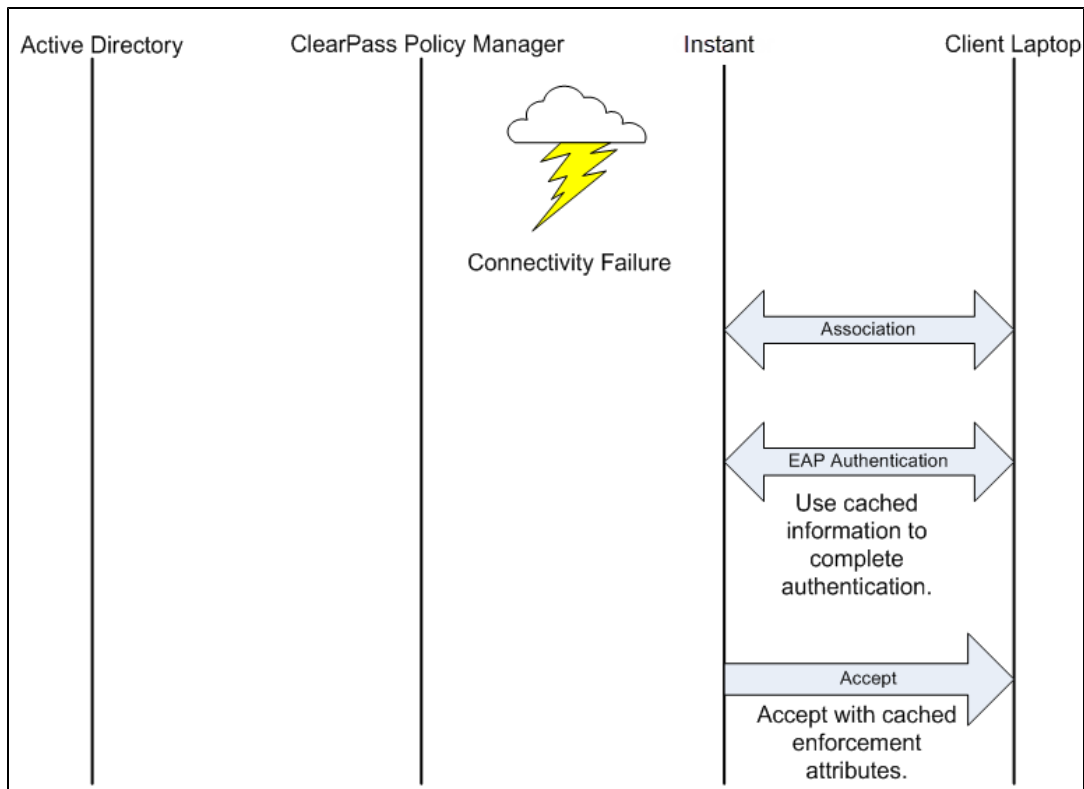 Active Directory
ClearPass Policy Manager
Instant
Client Laptop
Connectivity Failure
Association
EAP Authentication
Use cached
information to
complete
authentication.
Accept
Accept with cached
enforcement
attributes.